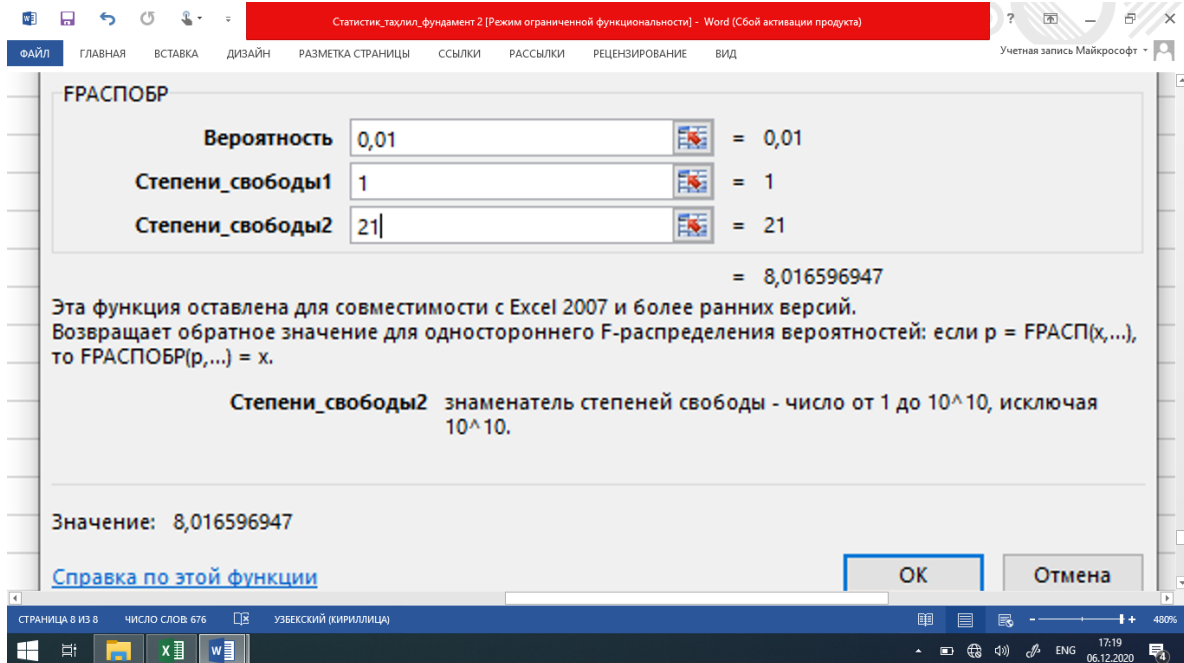 Статистик_таҳлил_фундамент 2 [Режим ограниченной функциональности] - Word (Сбой активации продукта)
ФАЙЛ ГЛАВНАЯ ВСТАВКА ДИЗАЙН РАЗМЕТКА СТРАНИЦЫ ССЫЛКИ РАССЫЛКИ РЕЦЕНЗИРОВАНИЕ ВИД Учетная запись Майкрософт
FРАСПОБР
Вероятность 0,01 = 0,01
Степени_свободы1 1 = 1
Степени_свободы2 21 = 21
= 8,016596947
Эта функция оставлена для совместимости с Excel 2007 и более ранних версий.
Возвращает обратное значение для одностороннего F-распределения вероятностей: если p = FРАСП(x,...),
то FРАСПОБР(p,...) = x.
Степени_свободы2 знаменатель степеней свободы - число от 1 до 10^10, исключая
10^10.
Значение: 8,016596947
Справка по этой функции ОК Отмена
СТРАНИЦА 8 ИЗ 8 ЧИСЛО СЛОВ: 676 УЗБЕКСКИЙ (КИРИЛЛИЦА) 480%
ENG 17:19
06.12.2020 4